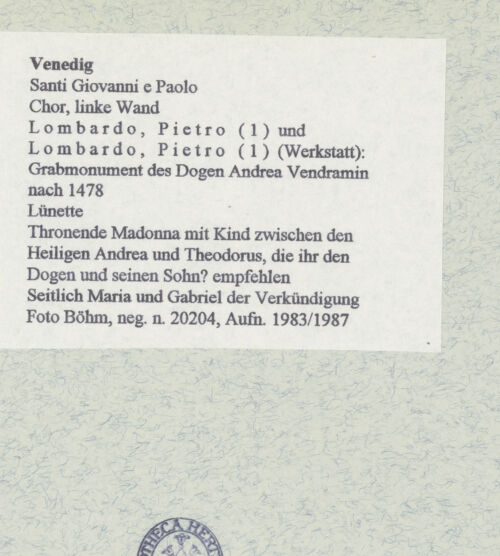 Venedig
Santi Giovanni e Paolo
Chor, linke Wand
Lombardo, Pietro (1) und
Lombardo, Pietro (1) (Werkstatt):
Grabmonument des Dogen Andrea Vendramin
nach 1478
Lünette
Thronende Madonna mit Kind zwischen den
Heiligen Andrea und Theodorus, die ihr den
Dogen und seinen Sohn? empfehlen
Seitlich Maria und Gabriel der Verkündigung
Foto Böhm, neg. n. 20204, Aufn. 1983/1987